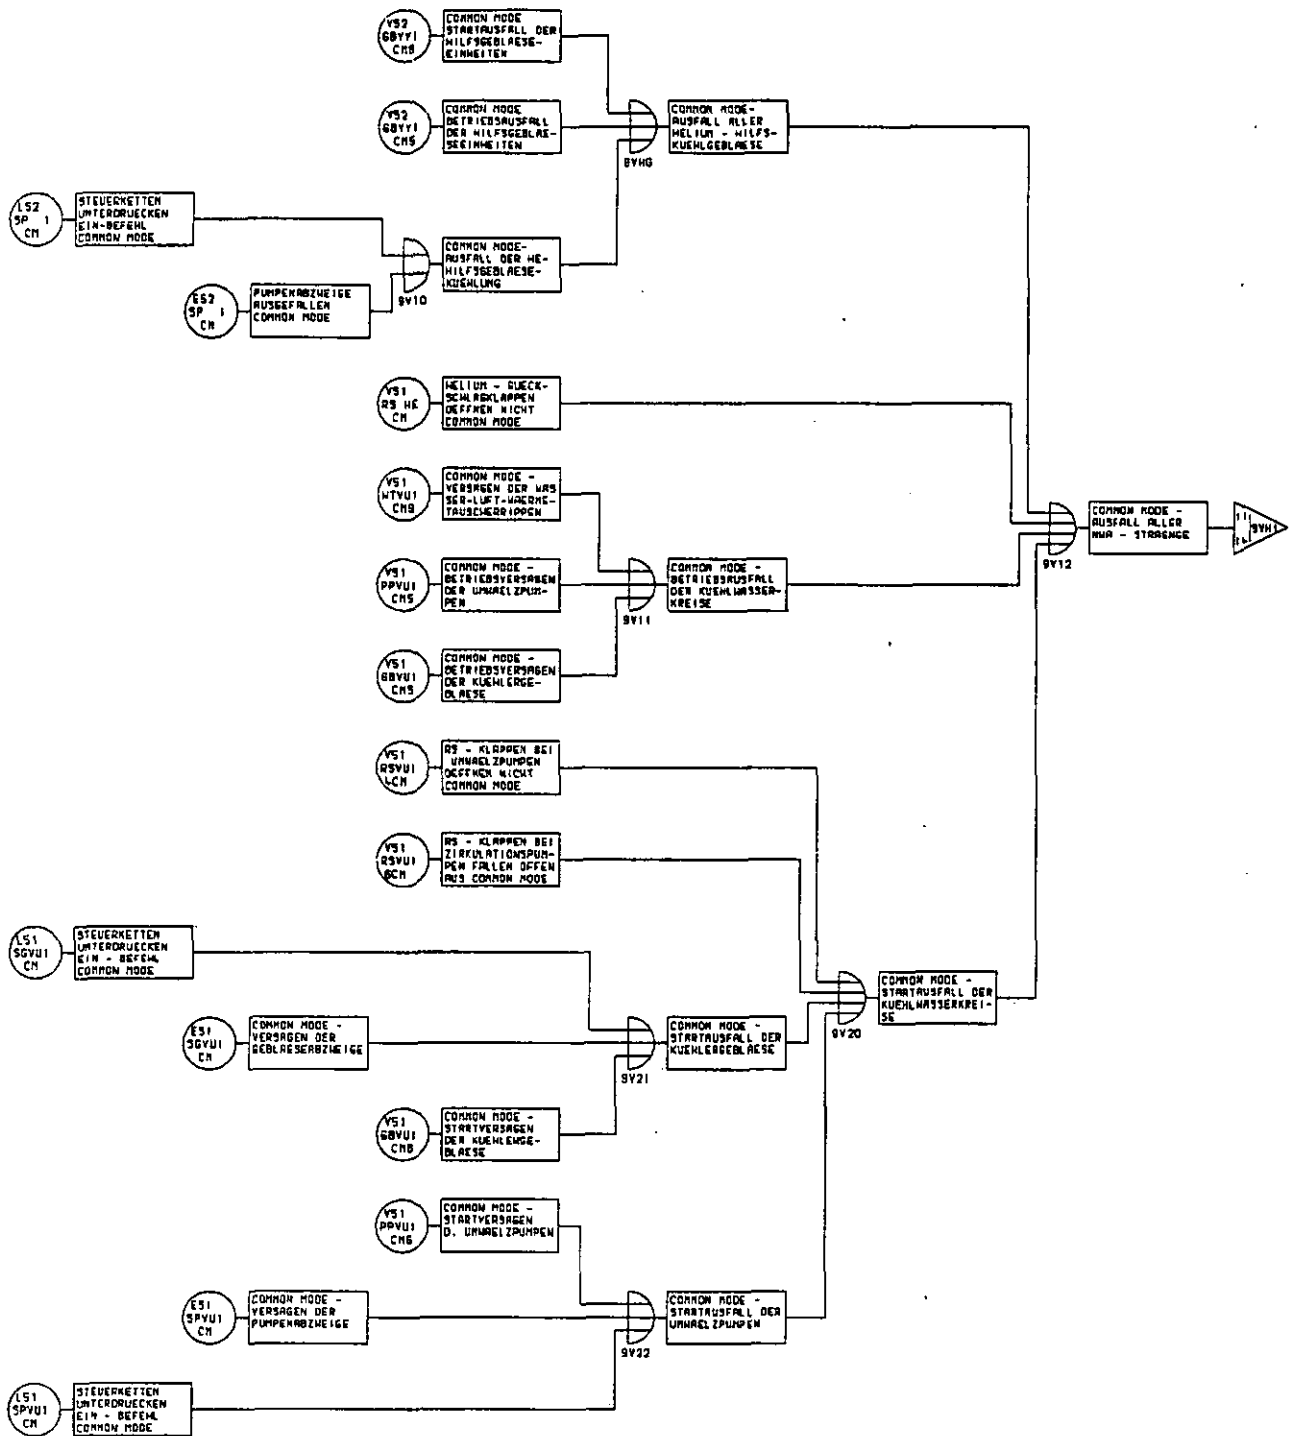 VS2
GBYY1
CM8
COMMON MODE
STARTAUSFALL DER
HILFSGEBLAESE-
EINHEITEN
VS2
GBYY1
CM5
COMMON MODE
BETRIEBSAUSFALL
DER HILFSGEBLAE-
SEEINHEITEN
9VHG
COMMON MODE-
AUSFALL ALLER
HELIUM - HILFS-
KUEHLGEBLAESE
LS2
SP 1
CM
STEUERKETTEN
UNTERDRUECKEN
EIN-BEFEHL
COMMON MODE
ES2
SP 1
CM
PUMPENABZWEIGE
AUSGEFALLEN
COMMON MODE
9V10
COMMON MODE-
AUSFALL DER HE-
HILFSGEBLAESE-
KUEHLUNG
VS1
RS HE
CM
HELIUM - RUECK-
SCHLAGKLAPPEN
OEFFNEN NICHT
COMMON MODE
VS1
WTVU1
CM9
COMMON MODE -
VERSAGEN DER WAS
SER-LUFT-WAERME-
TAUSCHERRIPPEN
VS1
PPVU1
CM5
COMMON MODE -
BETRIEBSVERSAGEN
DER UMWAELZPUM-
PEN
VS1
GBVU1
CM5
COMMON MODE -
BETRIEBSVERSAGEN
DER KUEHLERGE-
BLAESE
9V11
COMMON MODE -
BETRIEBSAUSFALL
DER KUEHLWASSER-
KREISE
9V12
COMMON MODE -
AUSFALL ALLER
NWA - STRAENGE
9VH1
VS1
RSVU1
4CM
RS - KLAPPEN BEI
UMWAELZPUMPEN
OEFFNEN NICHT
COMMON MODE
VS1
RSVU1
6CM
RS - KLAPPEN BEI
ZIRKULATIONSPUM-
PEN FALLEN OFFEN
AUS COMMON MODE
LS1
SGVU1
CM
STEUERKETTEN
UNTERDRUECKEN
EIN - BEFEHL
COMMON MODE
ES1
SGVU1
CM
COMMON MODE -
VERSAGEN DER
GEBLAESEABZWEIGE
VS1
GBVU1
CM8
COMMON MODE -
STARTVERSAGEN
DER KUEHLERGE-
BLAESE
9V21
COMMON MODE -
STARTAUSFALL DER
KUEHLERGEBLAESE
9V20
COMMON MODE -
STARTAUSFALL DER
KUEHLWASSERKREI-
SE
VS1
PPVU1
CM6
COMMON MODE -
STARTVERSAGEN
D. UMWAELZPUMPEN
ES1
SPVU1
CM
COMMON MODE -
VERSAGEN DER
PUMPENABZWEIGE
LS1
SPVU1
CM
STEUERKETTEN
UNTERDRUECKEN
EIN - BEFEHL
COMMON MODE
9V22
COMMON MODE -
STARTAUSFALL DER
UMWAELZPUMPEN